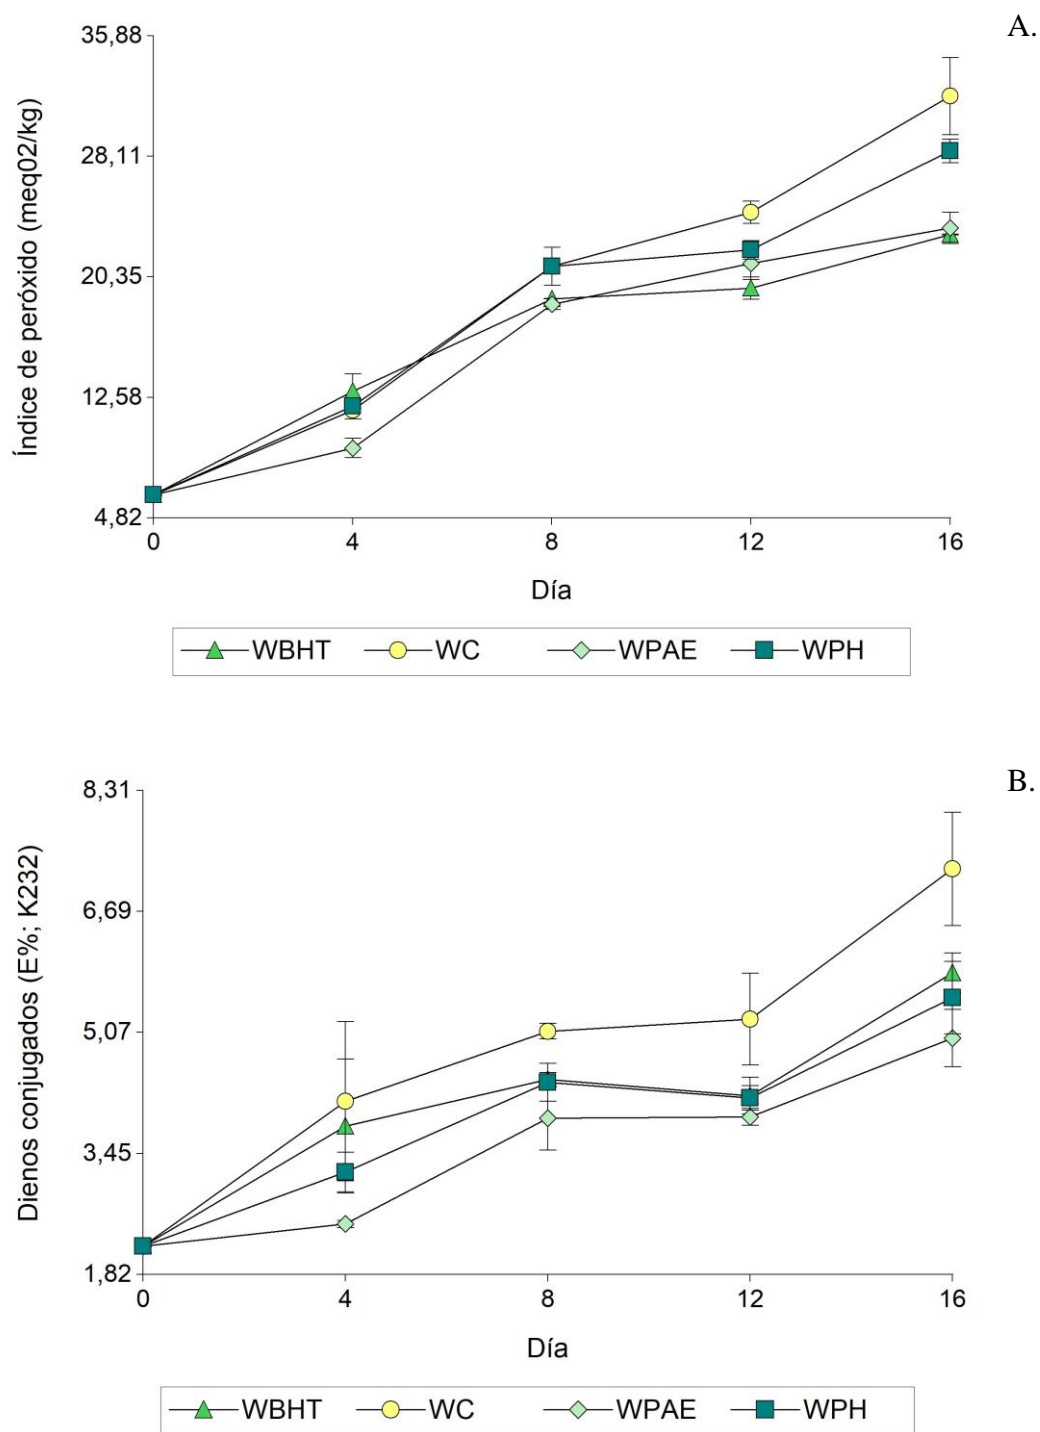 A.
35,88
28,11
20,35
12,58
4,82
Índice de peróxido (meq02/kg)
0 4 8 12 16
Día
WBHT WC WPAE WPH
B.
8,31
6,69
5,07
3,45
1,82
Dienos conjugados (E%; K232)
0 4 8 12 16
Día
WBHT WC WPAE WPH